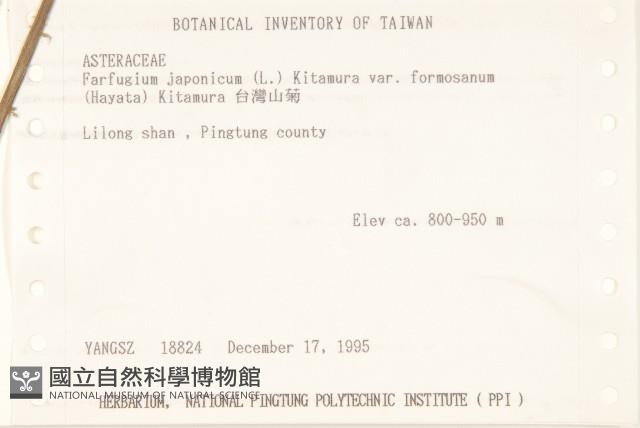 BOTANICAL INVENTORY OF TAIWAN
ASTERACEAE
Farfugium japonicum (L.) Kitamura var. formosanum
(Hayata) Kitamura 台灣山菊
Lilong shan , Pingtung county
Elev ca. 800-950 m
YANGSZ 18824 December 17, 1995
國立自然科學博物館
NATIONAL MUSEUM OF NATURAL SCIENCE
HERBARIUM, NATIONAL PINGTUNG POLYTECHNIC INSTITUTE ( PPI )